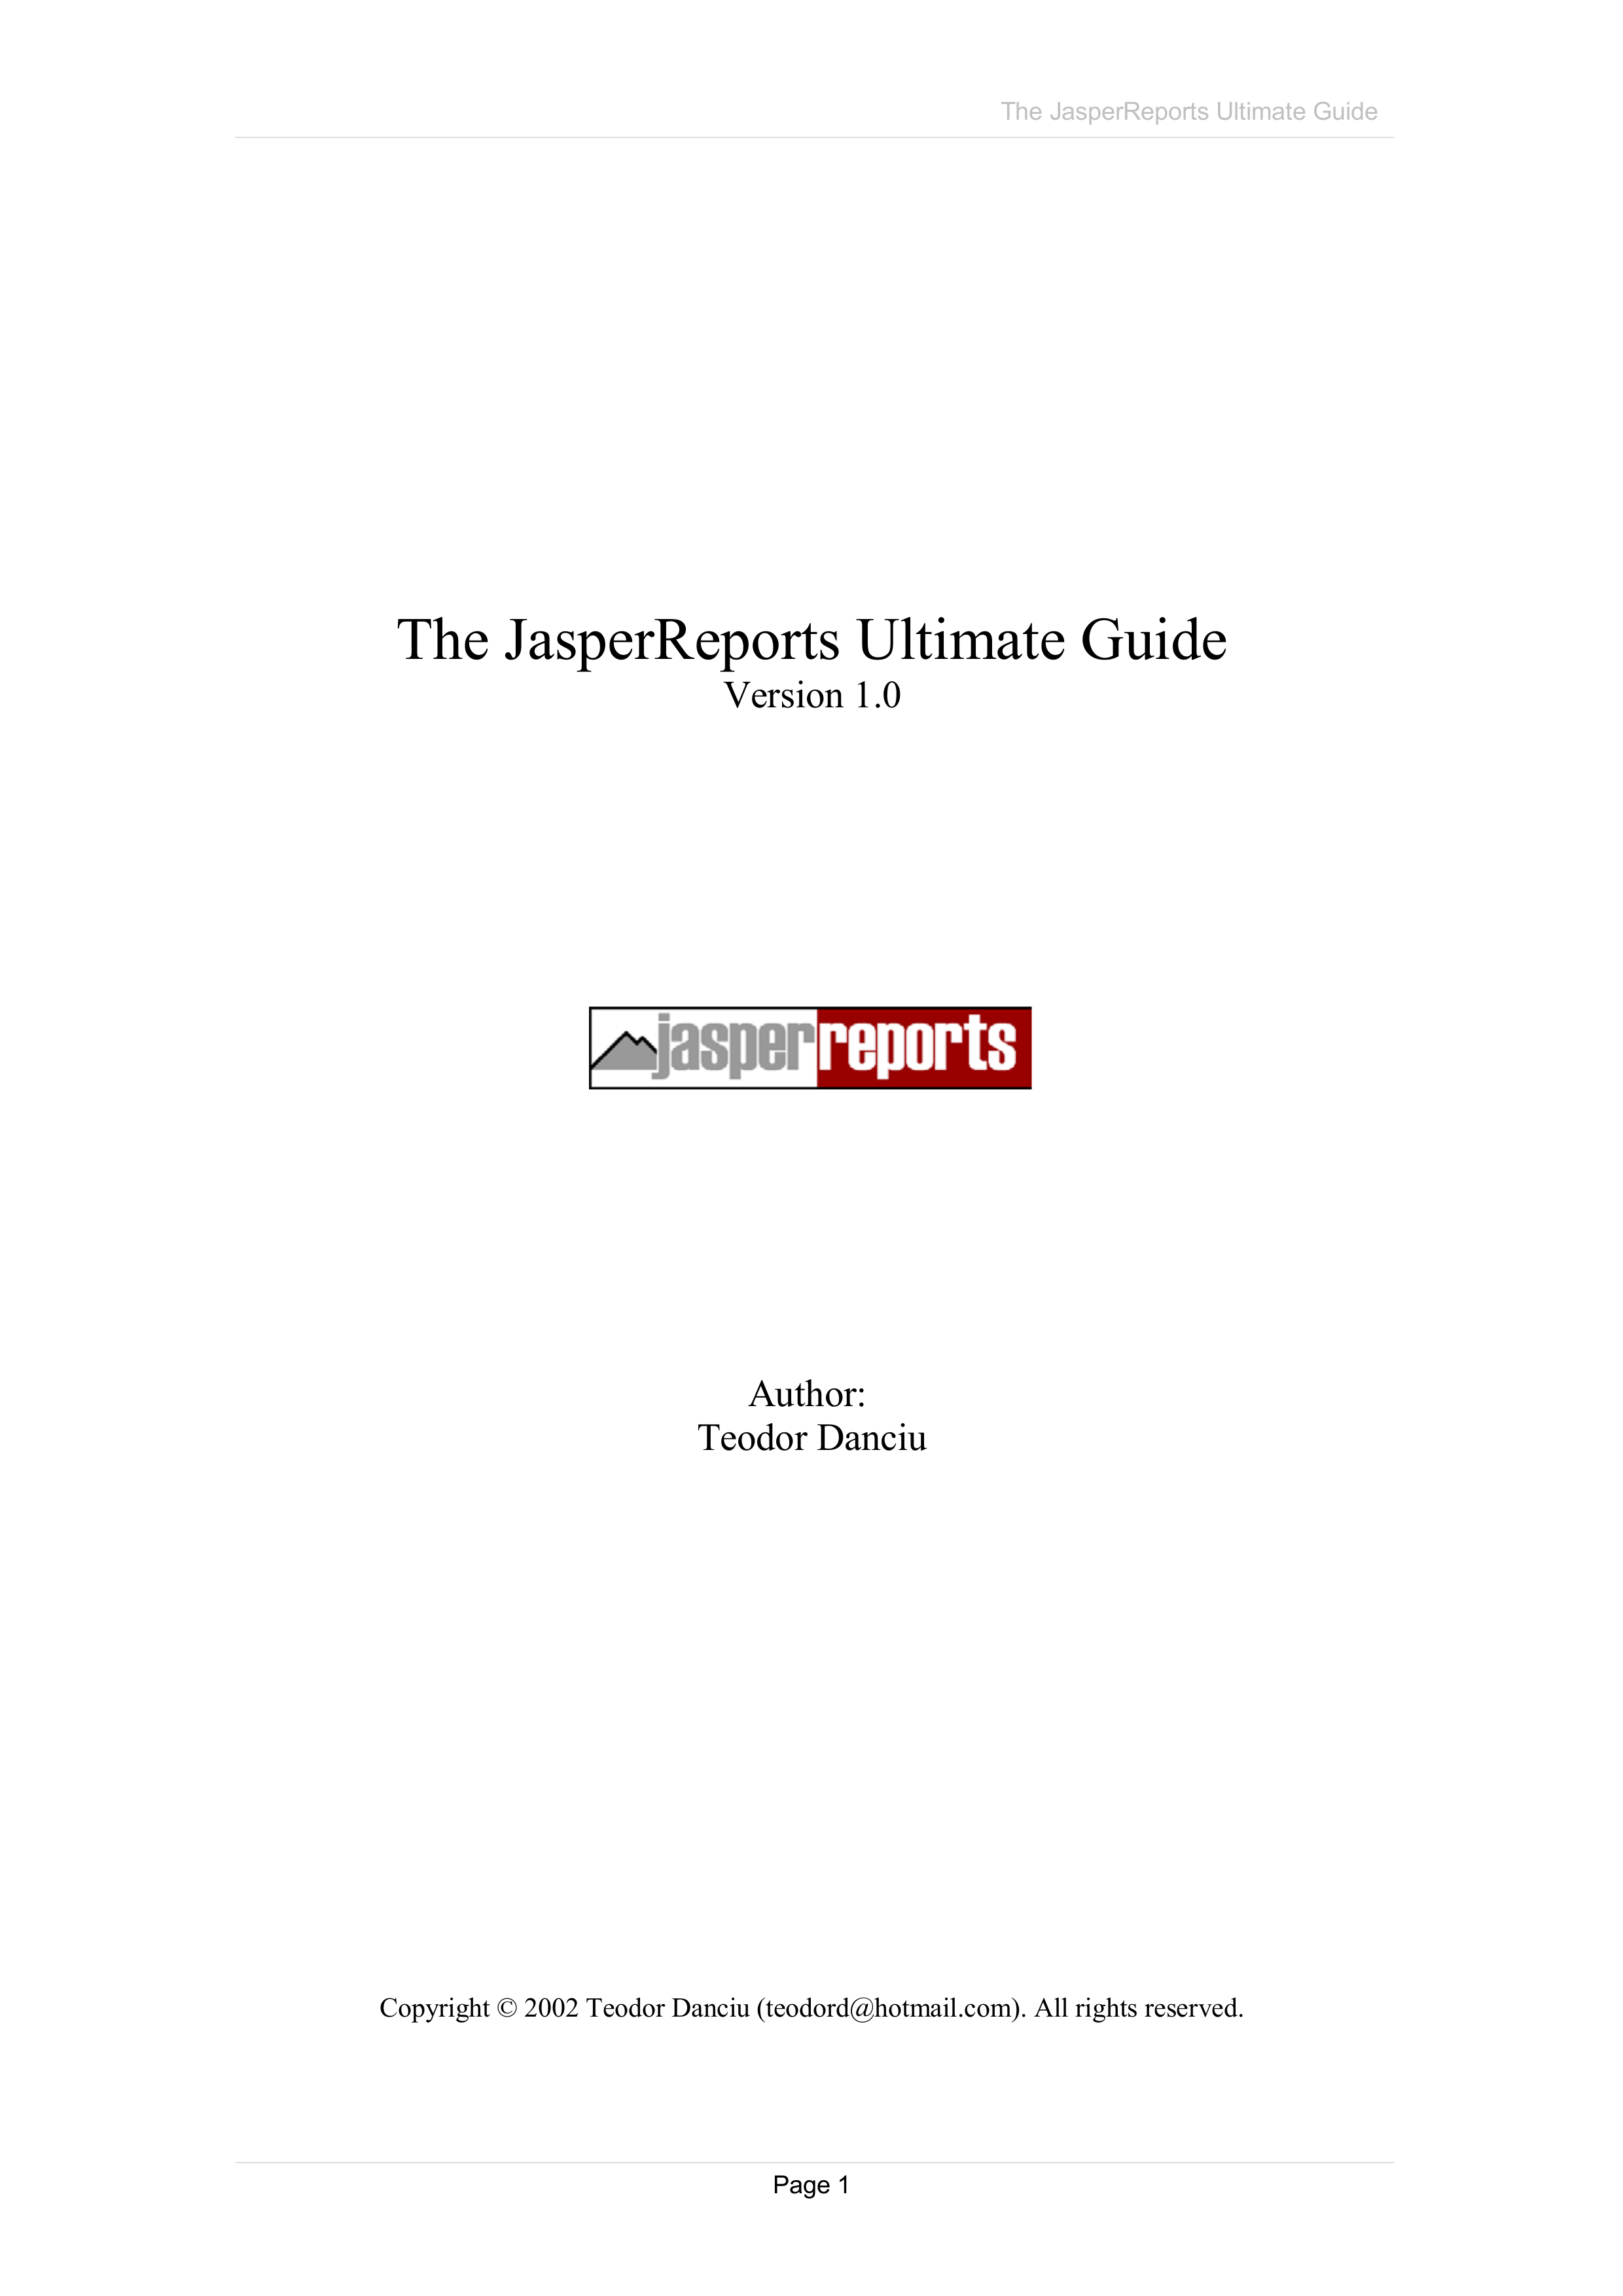 The JasperReports Ultimate Guide
The JasperReports Ultimate Guide
Version 1.0
jasperreports
Author:
Teodor Danciu
Copyright © 2002 Teodor Danciu (teodord@hotmail.com). All rights reserved.
Page 1